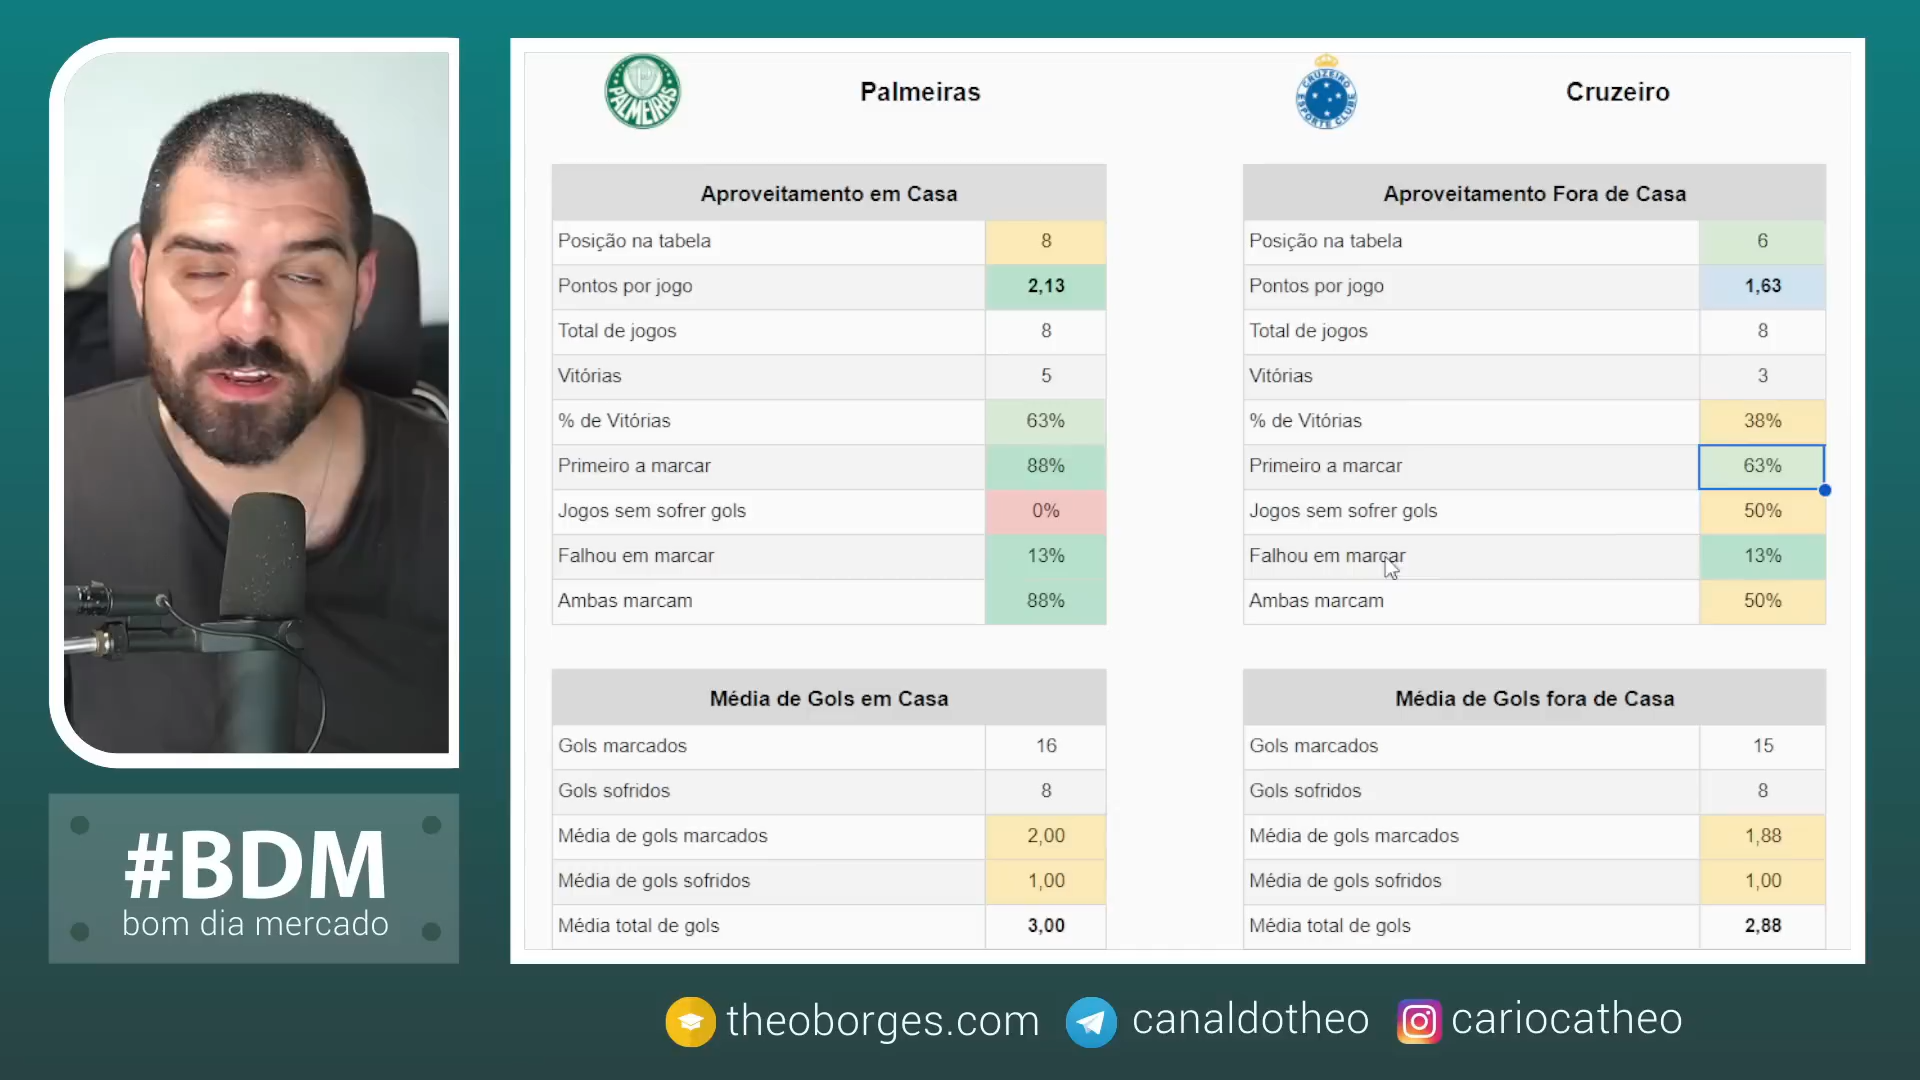 Palmeiras
Cruzeiro
PALMEIRAS
CRUZEIRO ESPORTE CLUBE
Aproveitamento em Casa
Posição na tabela 8
Pontos por jogo 2,13
Total de jogos 8
Vitórias 5
% de Vitórias 63%
Primeiro a marcar 88%
Jogos sem sofrer gols 0%
Falhou em marcar 13%
Ambas marcam 88%
Aproveitamento Fora de Casa
Posição na tabela 6
Pontos por jogo 1,63
Total de jogos 8
Vitórias 3
% de Vitórias 38%
Primeiro a marcar 63%
Jogos sem sofrer gols 50%
Falhou em marcar 13%
Ambas marcam 50%
Média de Gols em Casa
Gols marcados 16
Gols sofridos 8
Média de gols marcados 2,00
Média de gols sofridos 1,00
Média total de gols 3,00
Média de Gols fora de Casa
Gols marcados 15
Gols sofridos 8
Média de gols marcados 1,88
Média de gols sofridos 1,00
Média total de gols 2,88
#BDM
bom dia mercado
theoborges.com
canaldotheo
cariocatheo